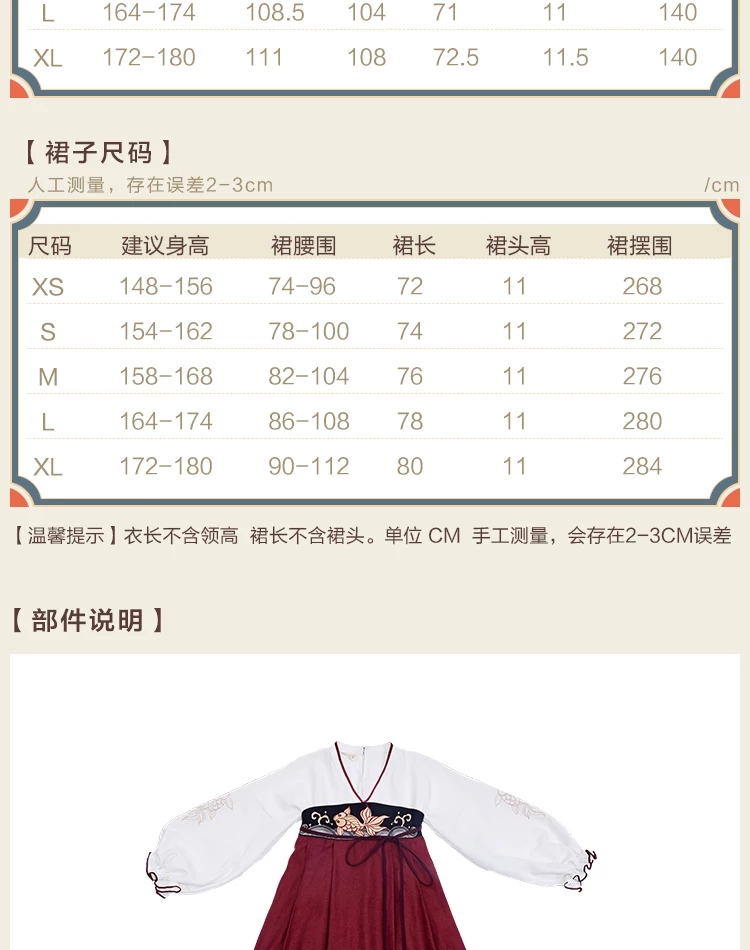 L 164-174 108.5 104 71 11 140
XL 172-180 111 108 72.5 11.5 140
【裙子尺码】
人工测量，存在误差2-3cm /cm
尺码 建议身高 裙腰围 裙长 裙头高 裙摆围
XS 148-156 74-96 72 11 268
S 154-162 78-100 74 11 272
M 158-168 82-104 76 11 276
L 164-174 86-108 78 11 280
XL 172-180 90-112 80 11 284
【温馨提示】衣长不含领高 裙长不含裙头。单位 CM 手工测量，会存在2-3CM误差
【部件说明】